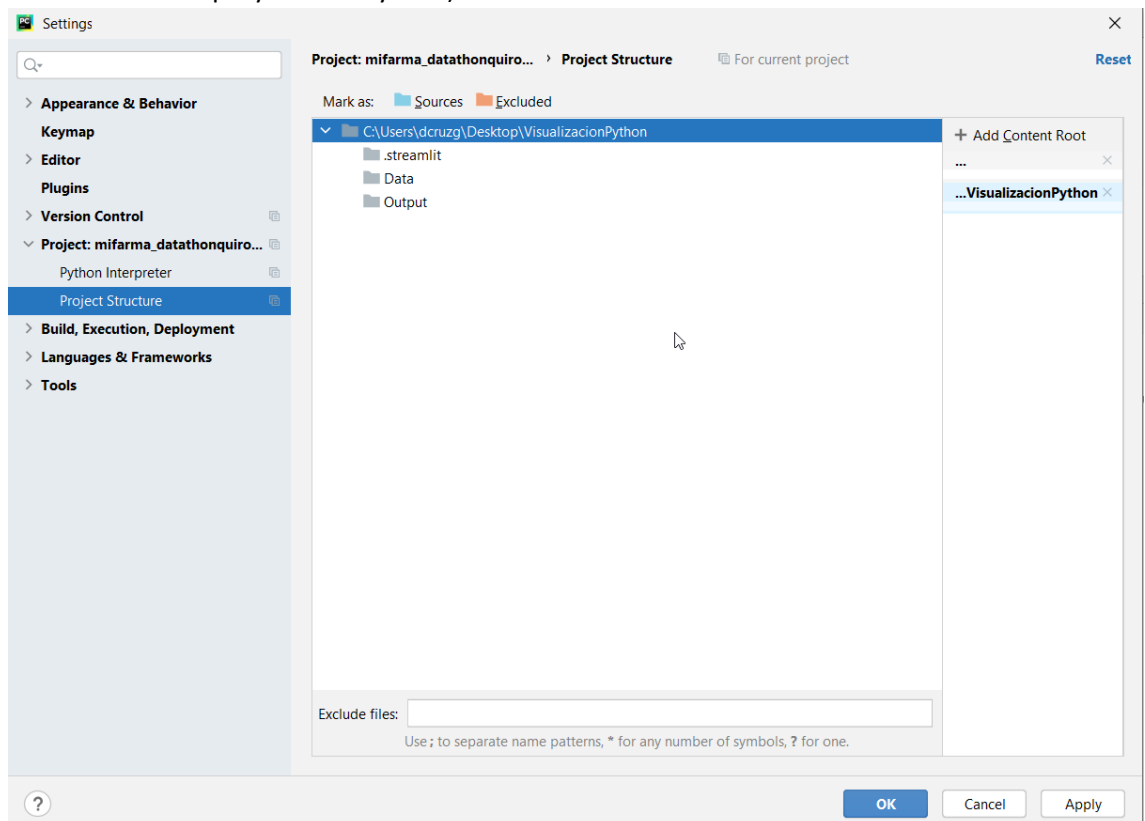 Settings
Project: mifarma_datathonquiro... › Project Structure For current project Reset
Appearance & Behavior
Keymap
Editor
Plugins
Version Control
Project: mifarma_datathonquiro...
Python Interpreter
Project Structure
Build, Execution, Deployment
Languages & Frameworks
Tools
Mark as: Sources Excluded
C:\Users\dcruzg\Desktop\VisualizacionPython
.streamlit
Data
Output
+ Add Content Root
...
...VisualizacionPython
Exclude files:
Use ; to separate name patterns, * for any number of symbols, ? for one.
?
OK Cancel Apply